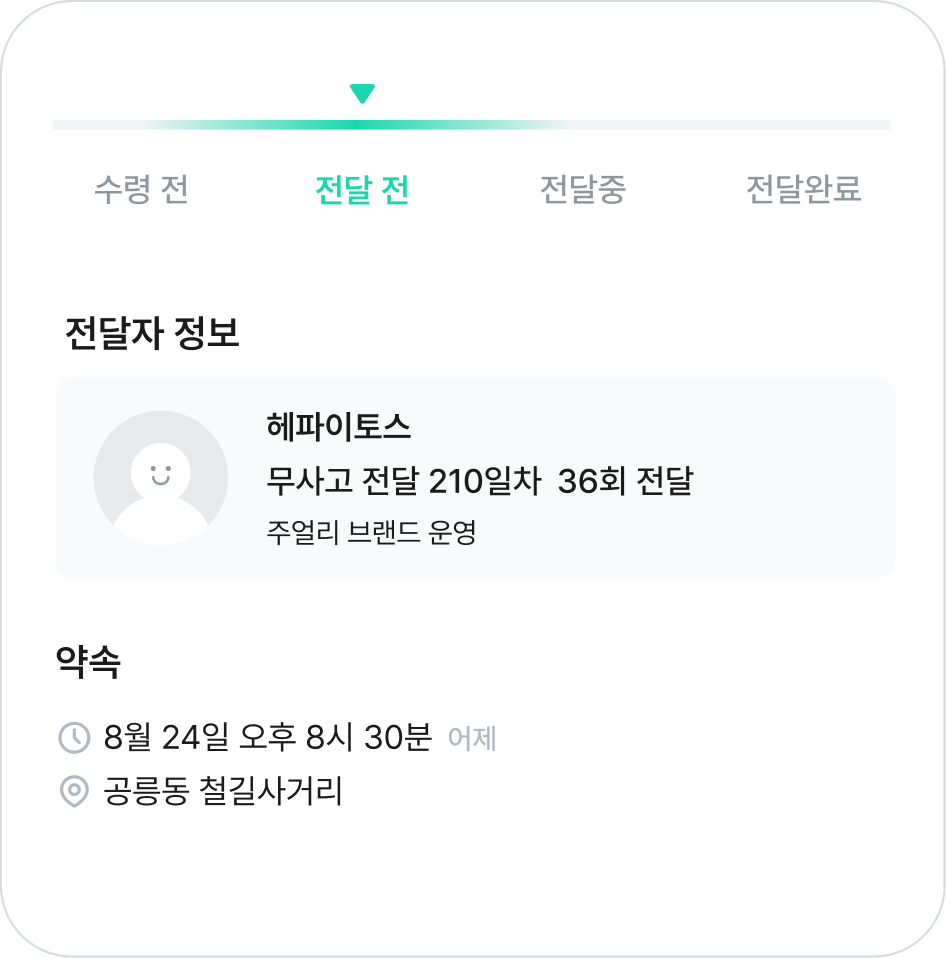 수령 전 전달 전 전달중 전달완료
전달자 정보
헤파이토스
무사고 전달 210일차 36회 전달
주얼리 브랜드 운영
약속
8월 24일 오후 8시 30분 어제
공릉동 철길사거리